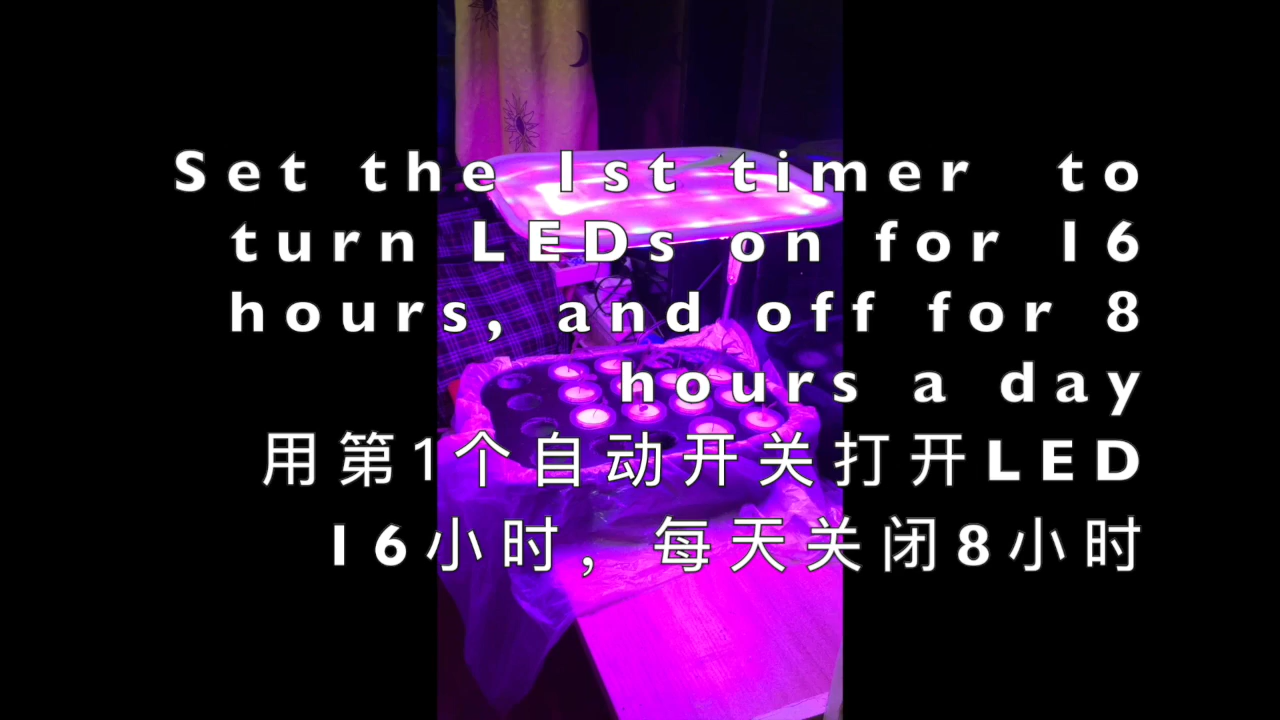 Set the 1st timer to
turn LEDs on for 16
hours, and off for 8
hours a day
用第1个自动开关打开LED
16小时，每天关闭8小时